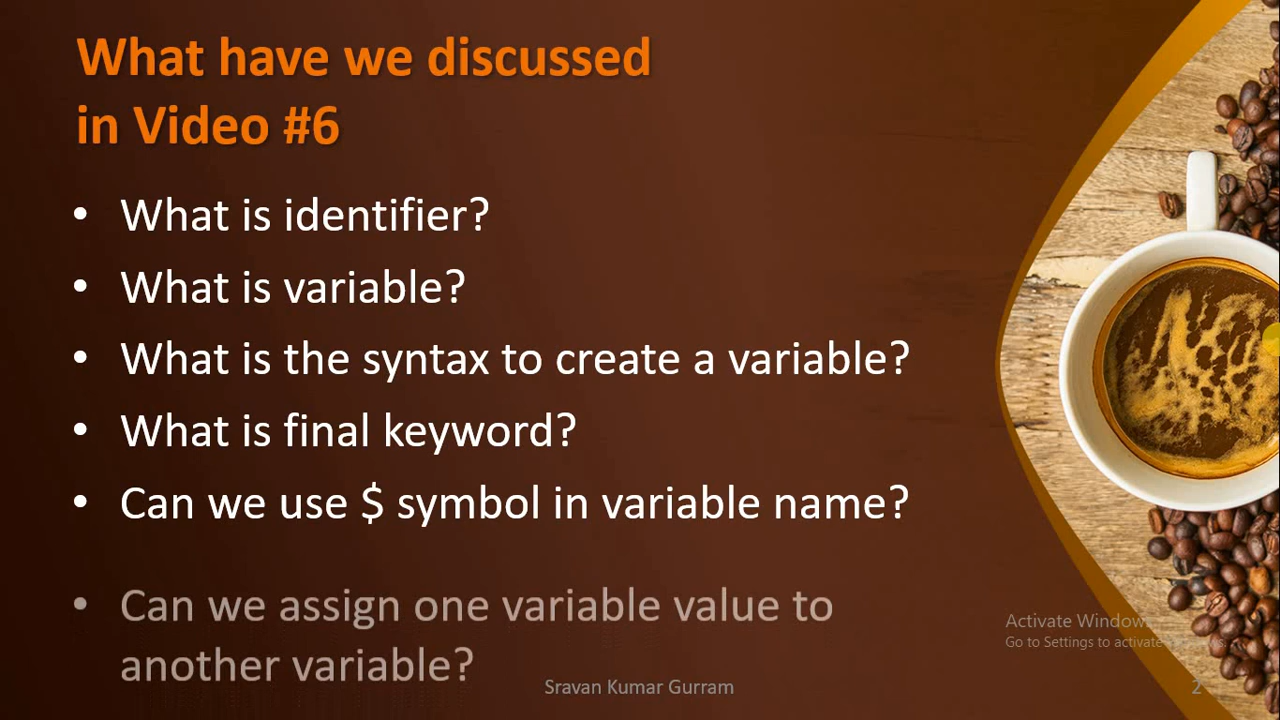 What have we discussed
in Video #6
• What is identifier?
• What is variable?
• What is the syntax to create a variable?
• What is final keyword?
• Can we use $ symbol in variable name?
• Can we assign one variable value to
another variable?
Activate Windows
Go to Settings to activate
Sravan Kumar Gurram
2